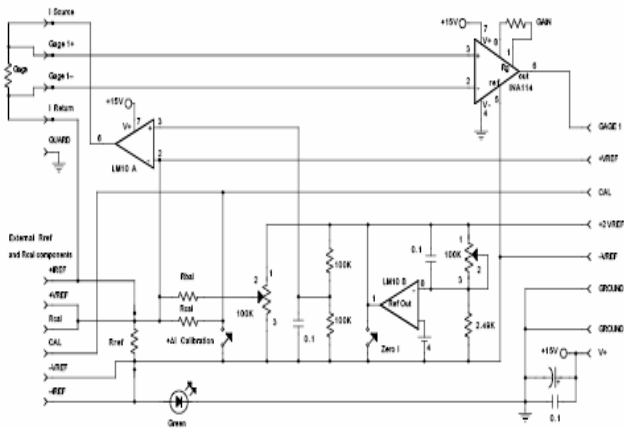 I Source
Gage 1+
Gage 1-
I Return
GUARD
Gage
+15V
7
V+
3
2
6
LM10 A
+15V
7
V+
8
GAIN
3
2
1
Rg
out
6
ref
5
V-
4
INA114
GAGE 1
+VREF
CAL
+2 VREF
-VREF
GROUND
GROUND
V+
+15V
0.1
External Rref
and Rcal components
+IREF
+VREF
Rcal
CAL
-VREF
-IREF
Rref
Rbal
Rcal
+ΔI Calibration
100K
1
2
3
100K
100K
0.1
0.1
LM10 B
Ref Out
8
1
4
Zero I
100K
1
2
3
2.49K
Green